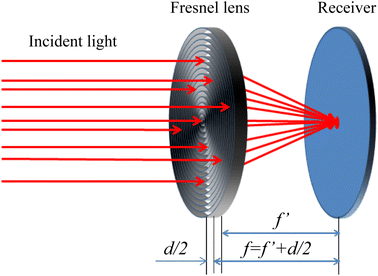 Fresnel lens
Receiver
Incident light
f'
d/2
f=f'+d/2